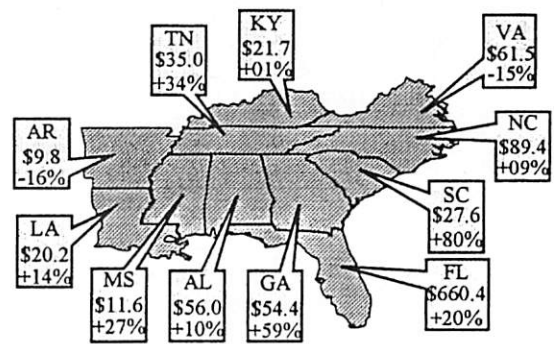 KY
$21.7
+01%
VA
$61.5
-15%
TN
$35.0
+34%
NC
$89.4
+09%
AR
$9.8
-16%
SC
$27.6
+80%
LA
$20.2
+14%
MS
$11.6
+27%
AL
$56.0
+10%
GA
$54.4
+59%
FL
$660.4
+20%